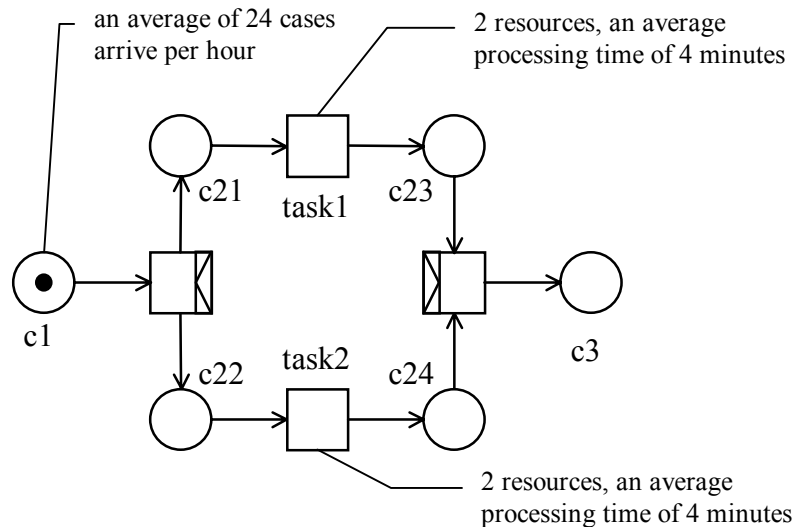 an average of 24 cases
arrive per hour
2 resources, an average
processing time of 4 minutes
c21
task1
c23
c1
c3
c22
task2
c24
2 resources, an average
processing time of 4 minutes